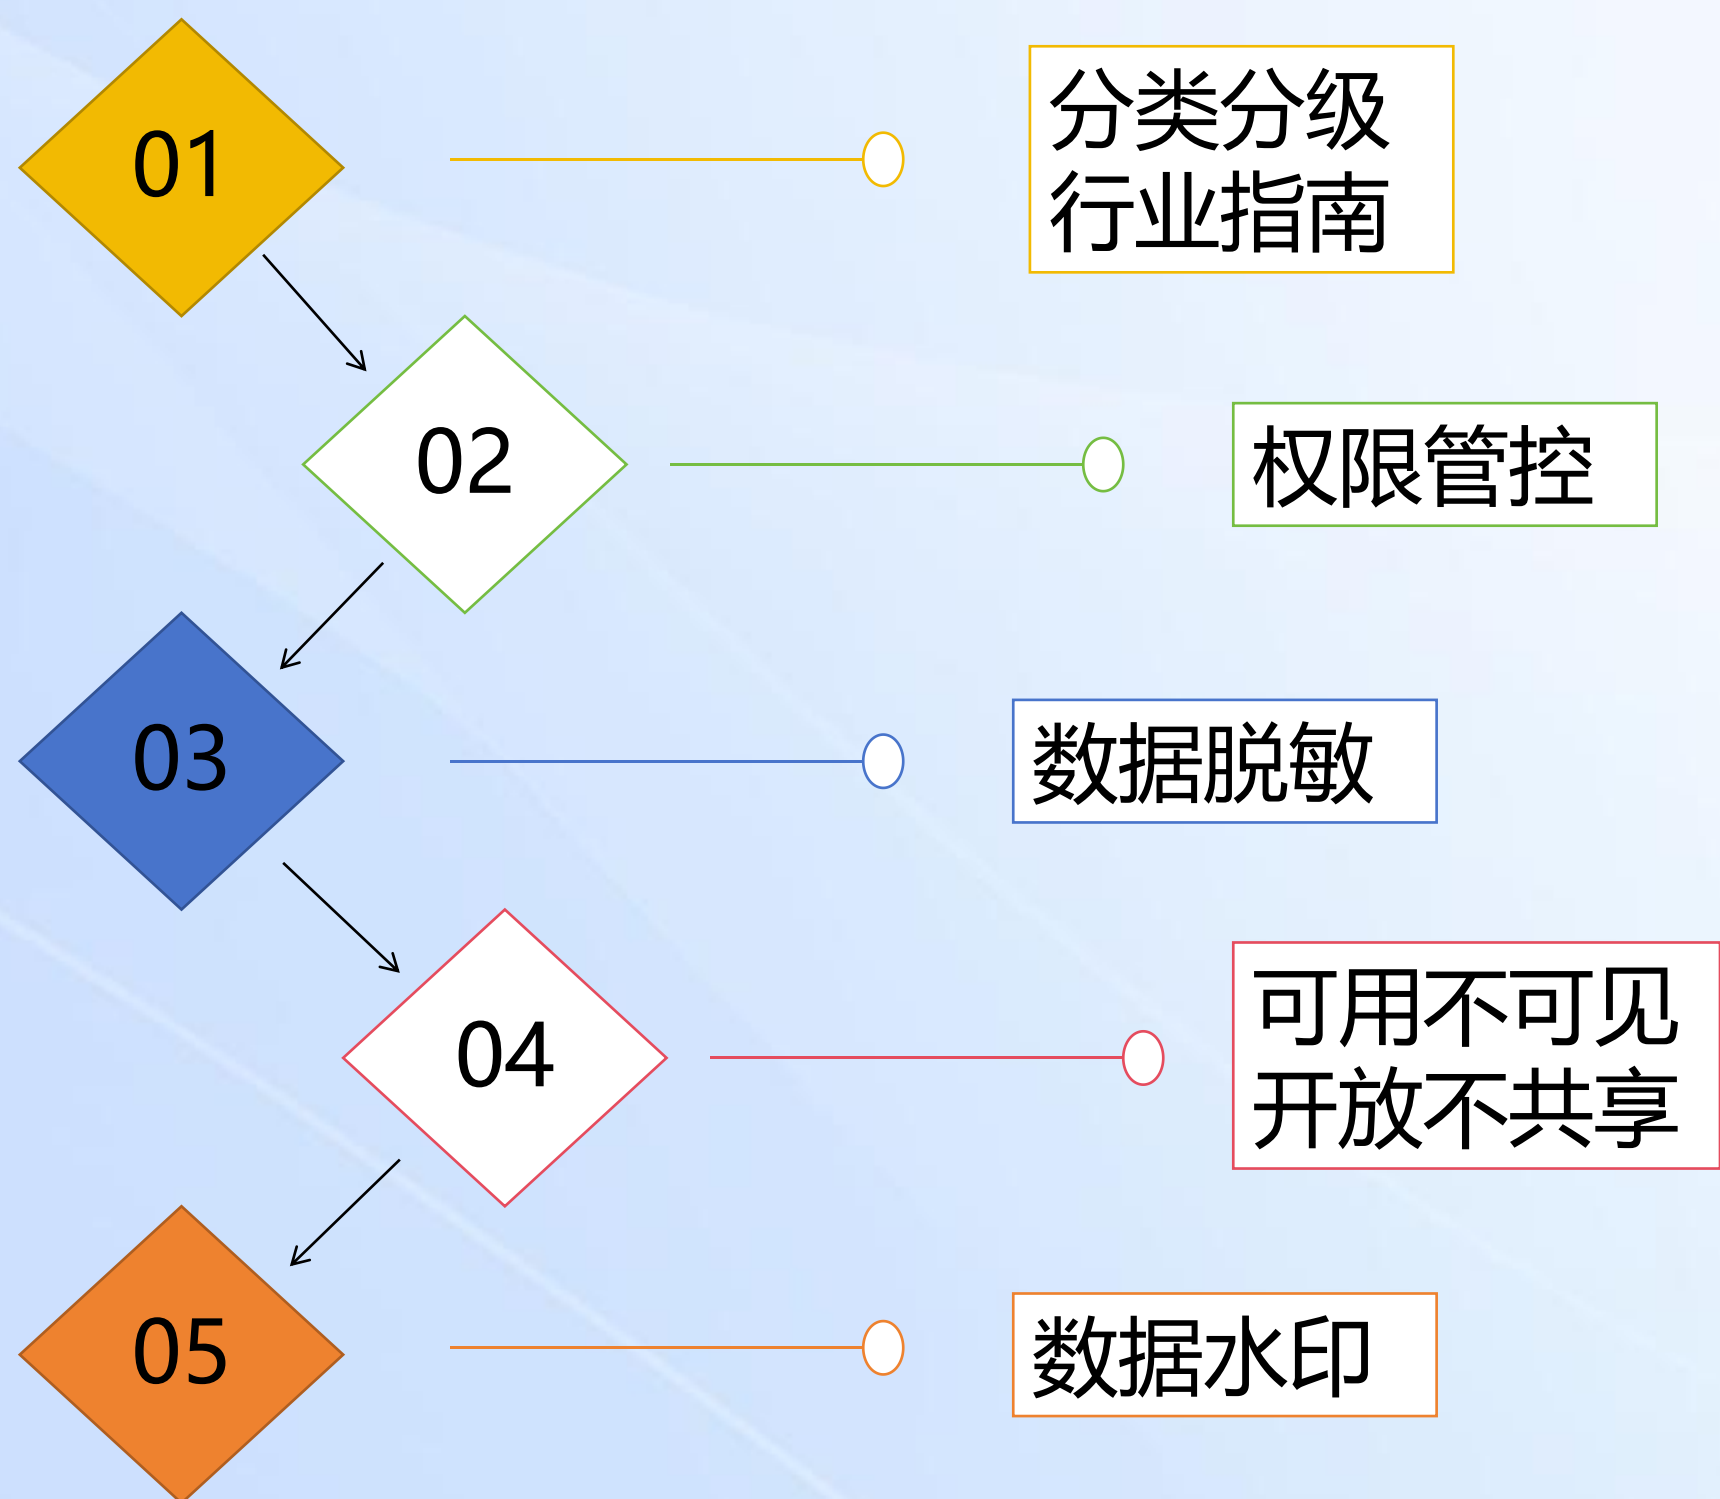 01
分类分级
行业指南
02
权限管控
03
数据脱敏
04
可用不可见
开放不共享
05
数据水印